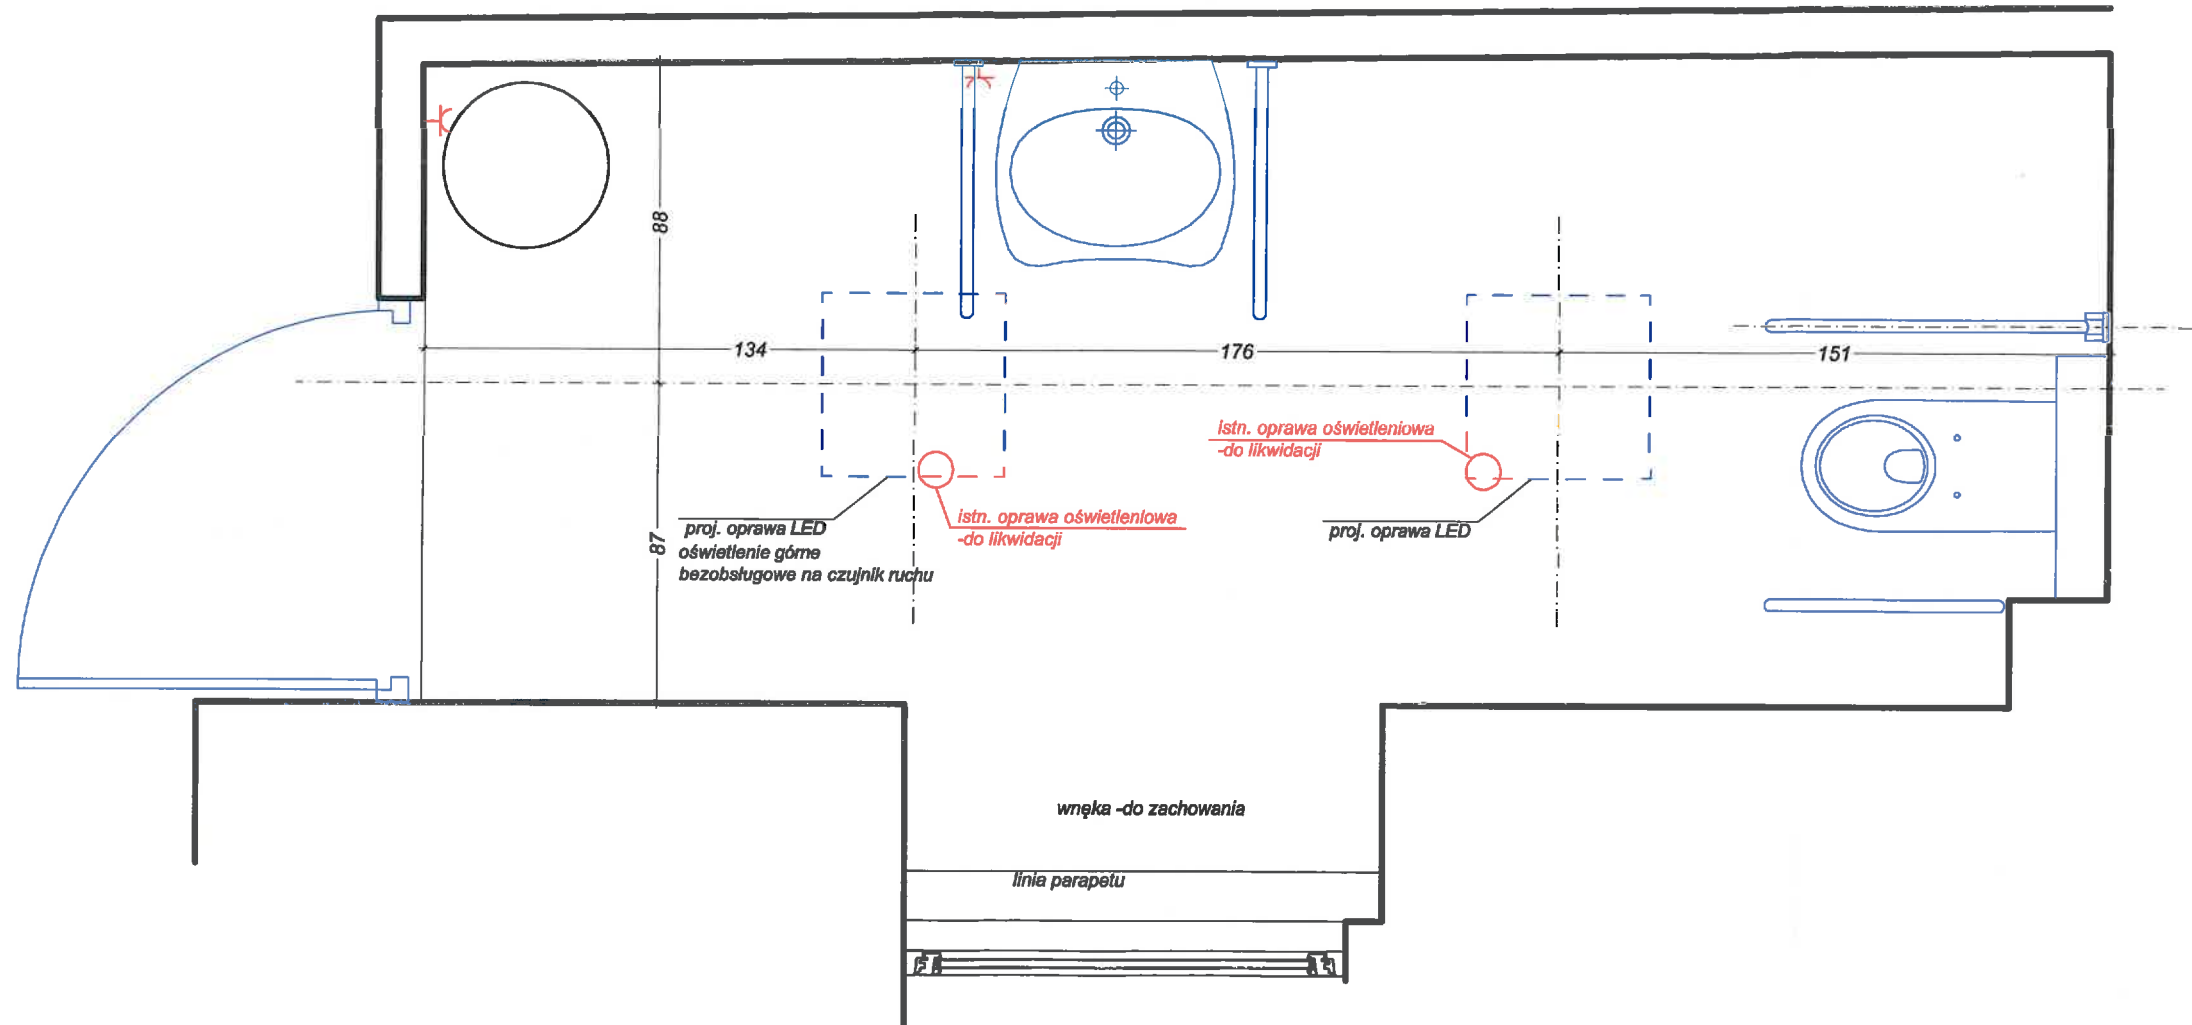 88
134
176
151
istn. oprawa oświetleniowa
-do likwidacji
proj. oprawa LED
oświetlenie górne
bezobsługowe na czujnik ruchu
istn. oprawa oświetleniowa
-do likwidacji
proj. oprawa LED
87
wnęka -do zachowania
linia parapetu